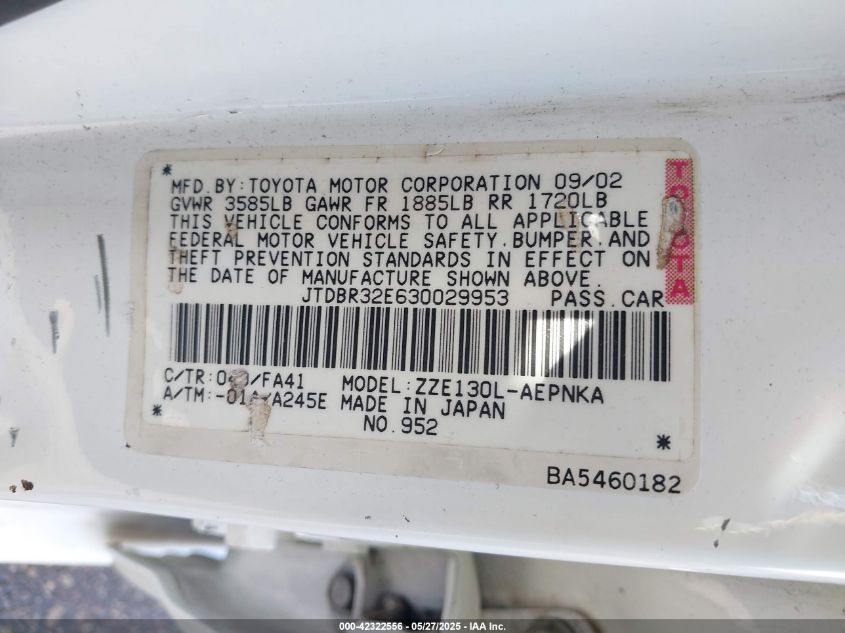 * MFD.BY:TOYOTA MOTOR CORPORATION 09/02
GVWR 3585LB GAWR FR 1885LB RR 1720LB
THIS VEHICLE CONFORMS TO ALL APPLICABLE
FEDERAL MOTOR VEHICLE SAFETY.BUMPER.AND
THEFT PREVENTION STANDARDS IN EFFECT ON
THE DATE OF MANUFACTURE SHOWN ABOVE.
JTDBR32E630029953 PASS.CAR
TOYOTA
C/TR: MODEL:ZZE130L-AEPNKA
A/TM: MADE IN JAPAN
* NO.952 *
BA5460182
000-42322556 - 05/27/2025 - IAA Inc.